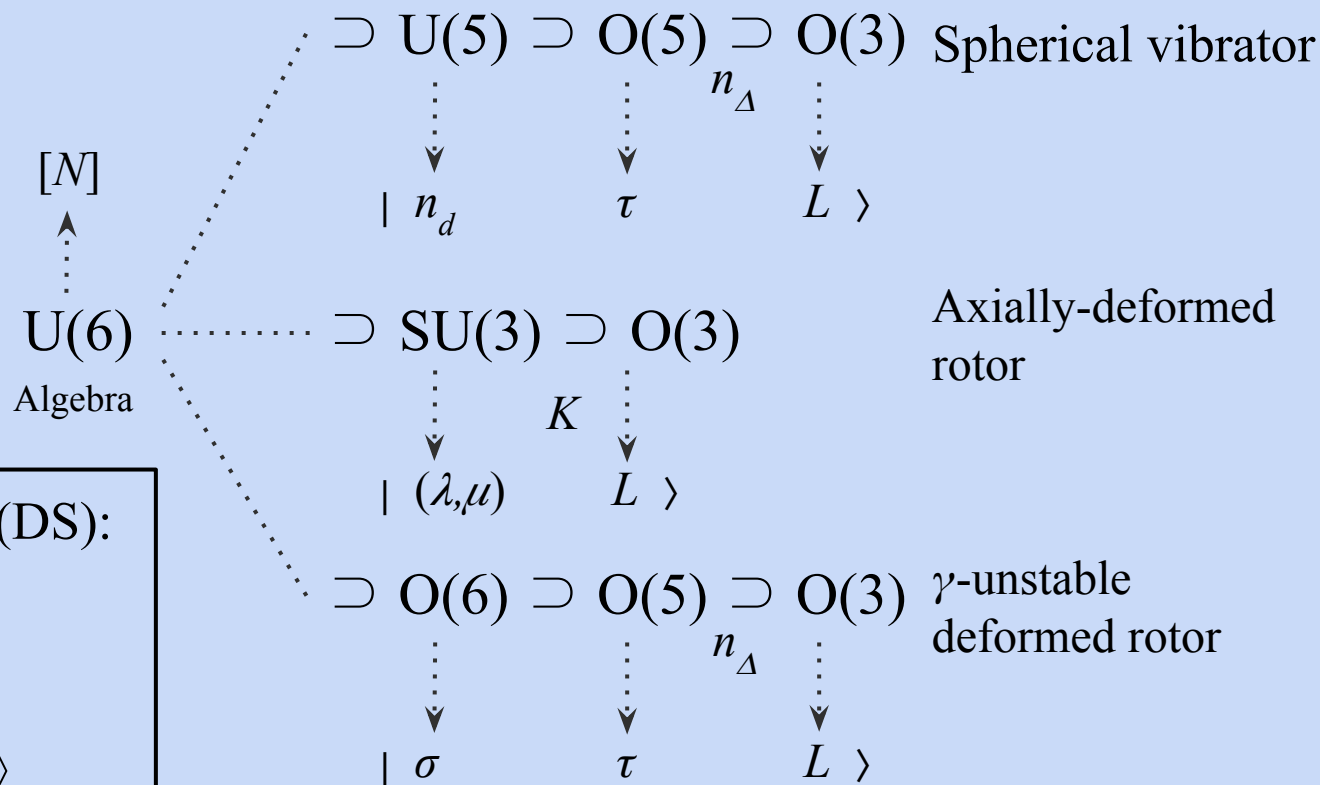 ⊃ U(5) ⊃ O(5) ⊃ O(3) Spherical vibrator
n_Δ
| n_d τ L ⟩
[N]
U(6) ⊃ SU(3) ⊃ O(3) Axially-deformed
rotor
Algebra
K
| (λ,μ) L ⟩
(DS):
⊃ O(6) ⊃ O(5) ⊃ O(3) γ-unstable
deformed rotor
n_Δ
| σ τ L ⟩
⟩